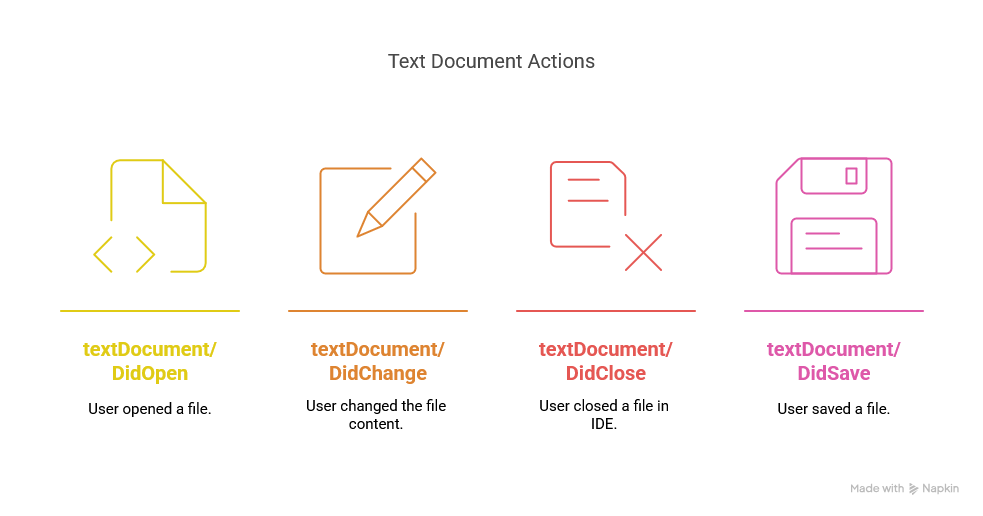 Text Document Actions
textDocument/
DidOpen
User opened a file.
textDocument/
DidChange
User changed the file
content.
textDocument/
DidClose
User closed a file in
IDE.
textDocument/
DidSave
User saved a file.
Made with Napkin